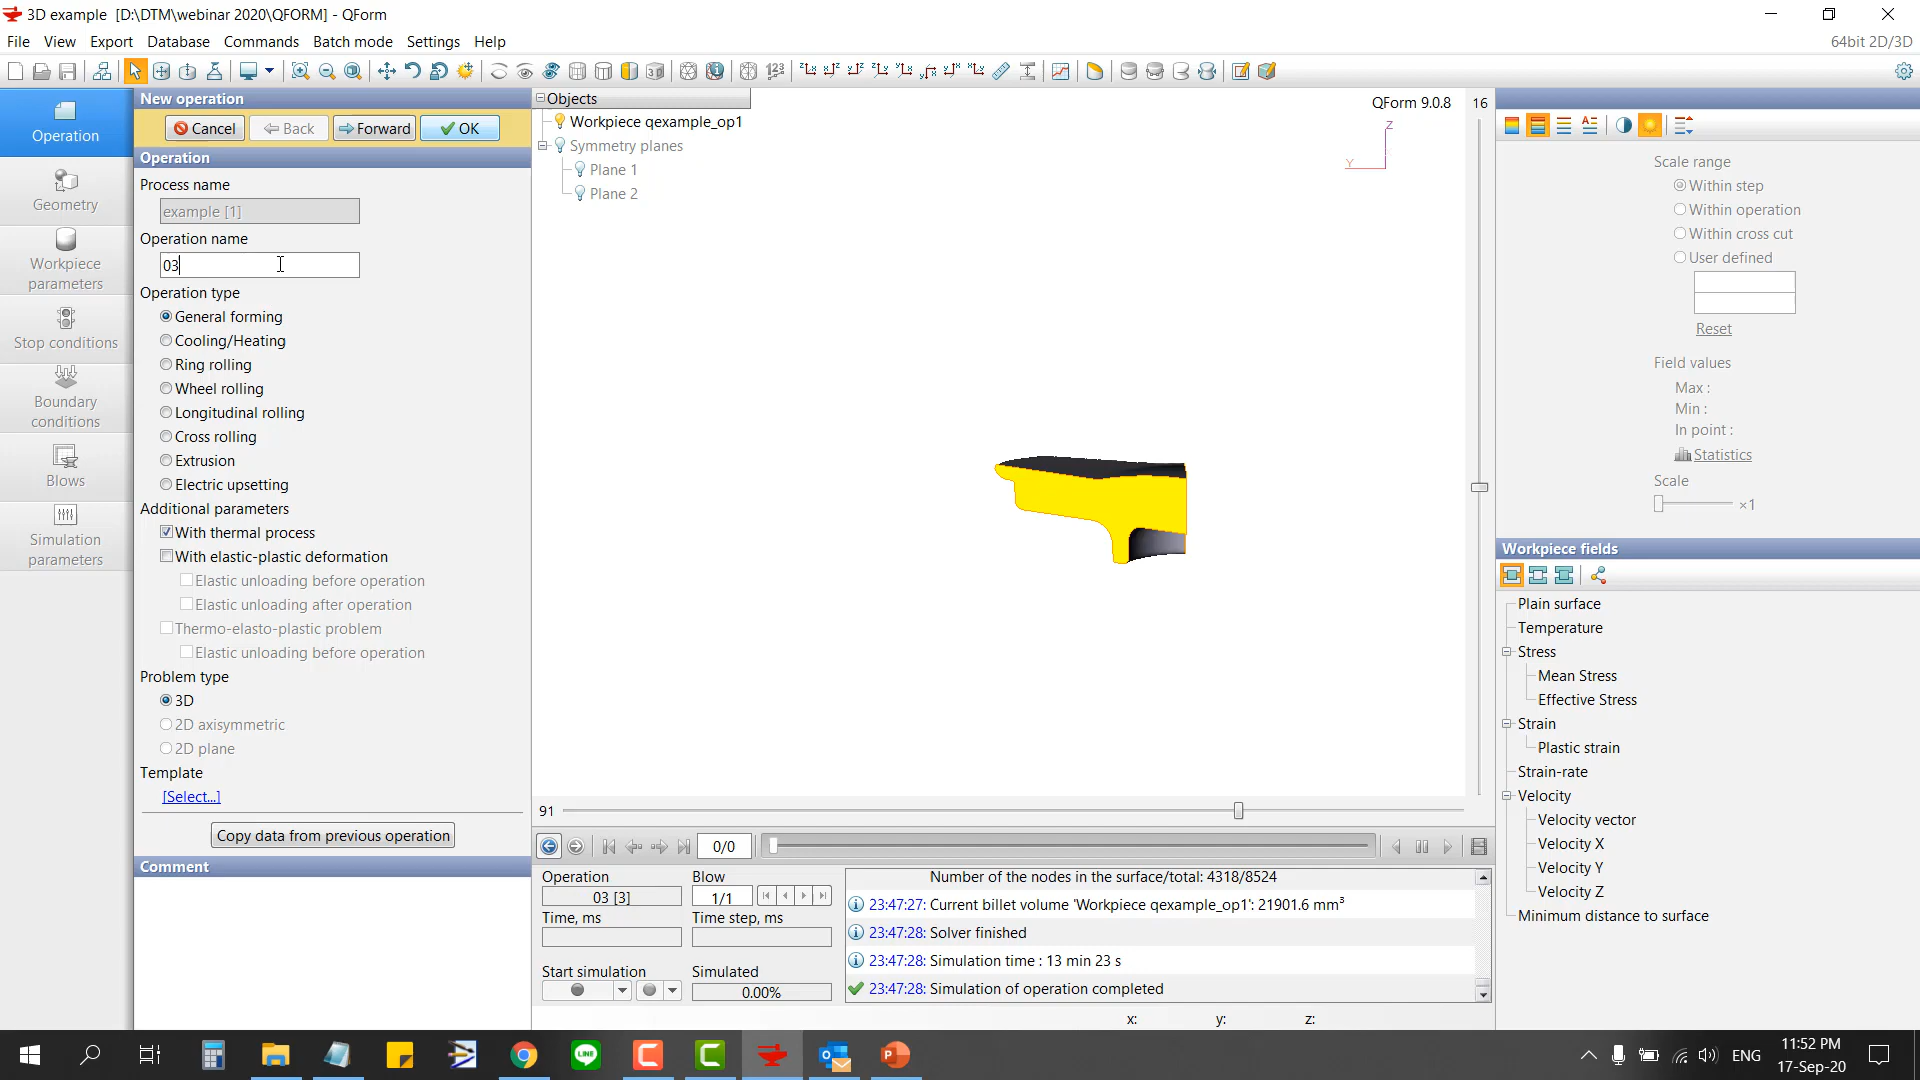 3D example [D:\DTM\webinar 2020\QFORM] - QForm
File View Export Database Commands Batch mode Settings Help
64bit 2D/3D
New operation
Cancel Back Forward OK
Operation
Process name
example [1]
Operation name
03
Operation type
General forming
Cooling/Heating
Ring rolling
Wheel rolling
Longitudinal rolling
Cross rolling
Extrusion
Electric upsetting
Additional parameters
With thermal process
With elastic-plastic deformation
Elastic unloading before operation
Elastic unloading after operation
Thermo-elasto-plastic problem
Elastic unloading before operation
Problem type
3D
2D axisymmetric
2D plane
Template
[Select...]
Copy data from previous operation
Comment
Operation
Geometry
Workpiece
parameters
Stop conditions
Boundary
conditions
Blows
Simulation
parameters
Objects
Workpiece qexample_op1
Symmetry planes
Plane 1
Plane 2
QForm 9.0.8
Z
Y
16
91
0/0
Operation
03 [3]
Blow
1/1
Time, ms
Time step, ms
Start simulation
Simulated
0.00%
Number of the nodes in the surface/total: 4318/8524
23:47:27: Current billet volume 'Workpiece qexample_op1': 21901.6 mm³
23:47:28: Solver finished
23:47:28: Simulation time : 13 min 23 s
23:47:28: Simulation of operation completed
x: y: z:
Scale range
Within step
Within operation
Within cross cut
User defined
Reset
Field values
Max :
Min :
In point :
Statistics
Scale
×1
Workpiece fields
Plain surface
Temperature
Stress
Mean Stress
Effective Stress
Strain
Plastic strain
Strain-rate
Velocity
Velocity vector
Velocity X
Velocity Y
Velocity Z
Minimum distance to surface
ENG
11:52 PM
17-Sep-20